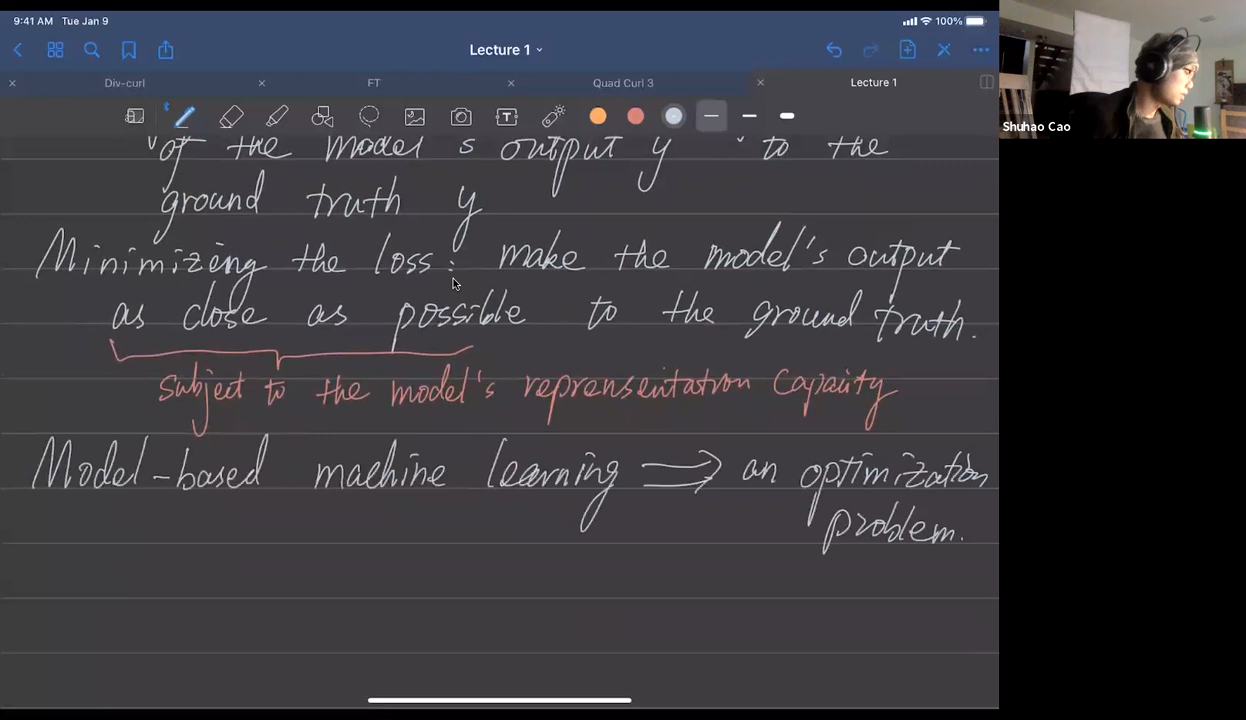 9:41 AM Tue Jan 9
100%
Lecture 1
Div-curl
FT
Quad Curl 3
Lecture 1
Shuhao Cao
of the model's output y to the
ground truth y
Minimizing the loss: make the model's output
as close as possible to the ground truth.
subject to the model's reprensentation Capaity
Model-based machine learning ⟹ an optimization
problem.